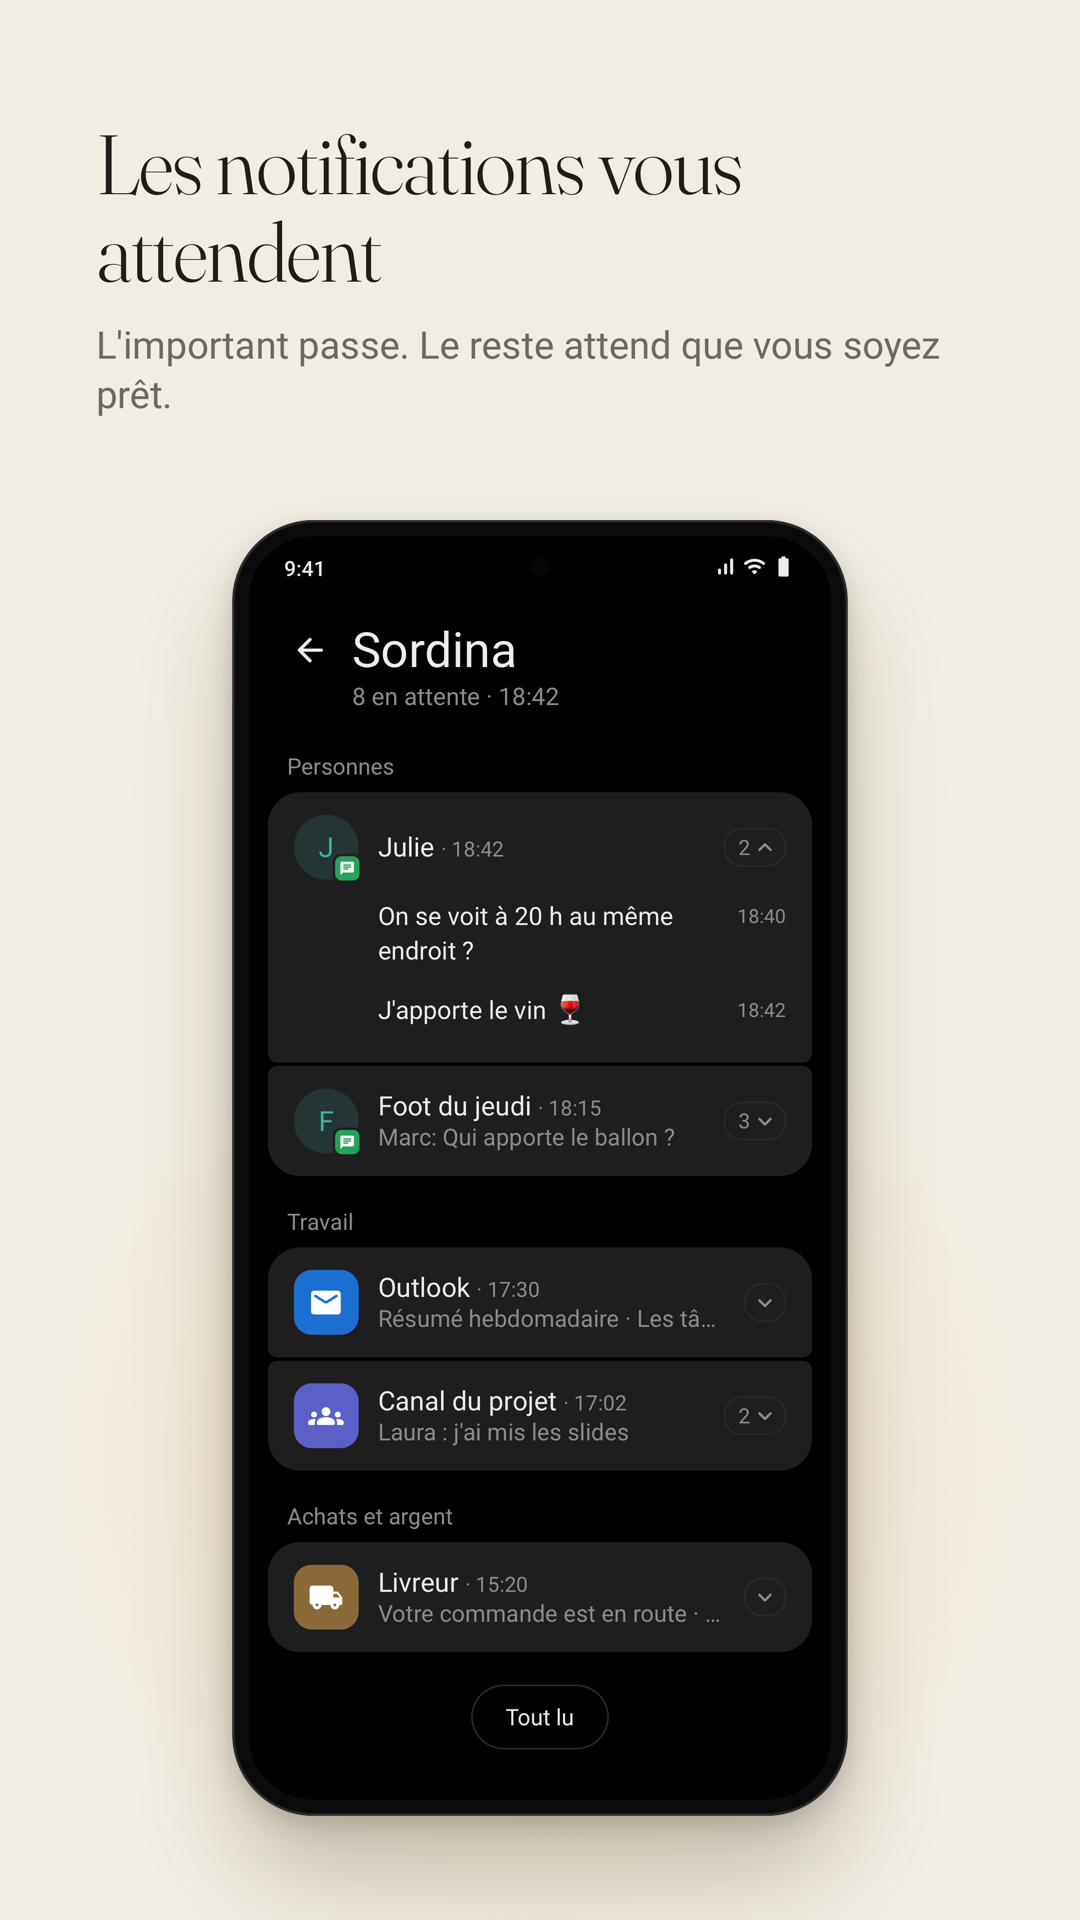 Les notifications vous
attendent
L'important passe. Le reste attend que vous soyez
prêt.
9:41
Sordina
8 en attente · 18:42
Personnes
J
Julie · 18:42
2
On se voit à 20 h au même
endroit ?
18:40
J'apporte le vin 🍷
18:42
F
Foot du jeudi · 18:15
Marc: Qui apporte le ballon ?
3
Travail
Outlook · 17:30
Résumé hebdomadaire · Les tâ...
Canal du projet · 17:02
Laura : j'ai mis les slides
2
Achats et argent
Livreur · 15:20
Votre commande est en route · ...
Tout lu